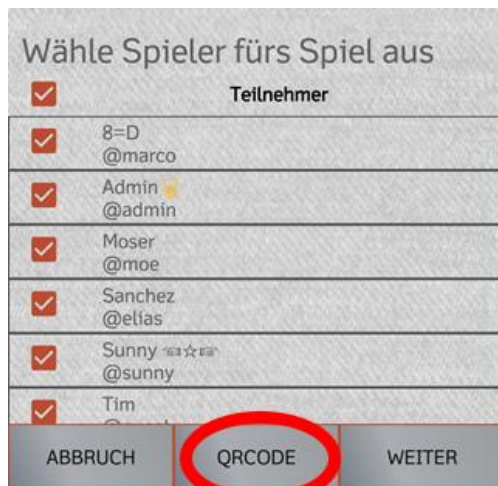 Wähle Spieler fürs Spiel aus
Teilnehmer
8=D
@marco
Admin
@admin
Moser
@moe
Sanchez
@elias
Sunny ☜☆☞
@sunny
Tim
ABBRUCH QRCODE WEITER